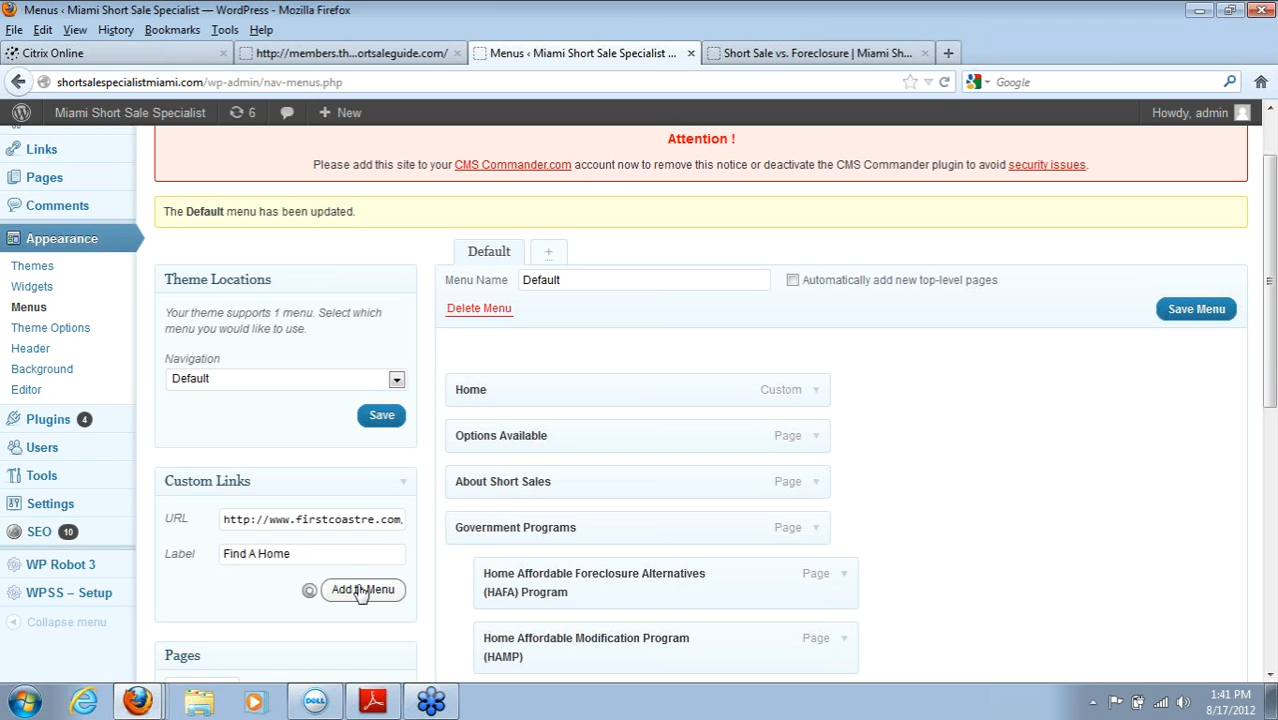 Menus ‹ Miami Short Sale Specialist — WordPress - Mozilla Firefox
File Edit View History Bookmarks Tools Help
Citrix Online
http://members.th...ortsaleguide.com/
Menus ‹ Miami Short Sale Specialist ...
Short Sale vs. Foreclosure | Miami Sh...
shortsalespecialistmiami.com/wp-admin/nav-menus.php
Google
Miami Short Sale Specialist 6 + New
Howdy, admin
Links
Pages
Comments
Appearance
Themes
Widgets
Menus
Theme Options
Header
Background
Editor
Plugins 4
Users
Tools
Settings
SEO 10
WP Robot 3
WPSS – Setup
Collapse menu
Attention !
Please add this site to your CMS Commander.com account now to remove this notice or deactivate the CMS Commander plugin to avoid security issues.
The Default menu has been updated.
Theme Locations
Your theme supports 1 menu. Select which
menu you would like to use.
Navigation
Default
Save
Custom Links
URL http://www.firstcoastre.com
Label Find A Home
Add to Menu
Pages
Default +
Menu Name Default
Automatically add new top-level pages
Delete Menu
Save Menu
Home Custom
Options Available Page
About Short Sales Page
Government Programs Page
Home Affordable Foreclosure Alternatives Page
(HAFA) Program
Home Affordable Modification Program Page
(HAMP)
DELL
1:41 PM
8/17/2012